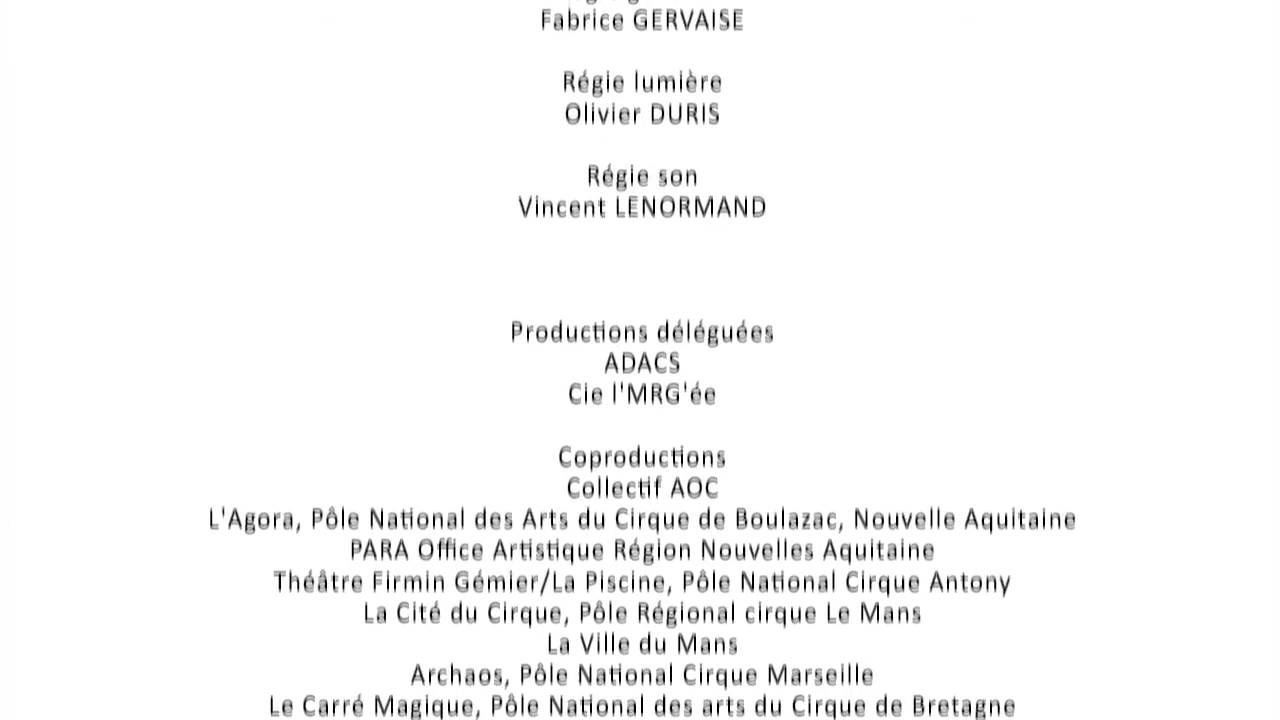 Fabrice GERVAISE
Régie lumière
Olivier DURIS
Régie son
Vincent LENORMAND
Productions déléguées
ADACS
Cie l'MRG'ée
Coproductions
Collectif AOC
L'Agora, Pôle National des Arts du Cirque de Boulazac, Nouvelle Aquitaine
PARA Office Artistique Région Nouvelles Aquitaine
Théâtre Firmin Gémier/La Piscine, Pôle National Cirque Antony
La Cité du Cirque, Pôle Régional cirque Le Mans
La Ville du Mans
Archaos, Pôle National Cirque Marseille
Le Carré Magique, Pôle National des arts du Cirque de Bretagne